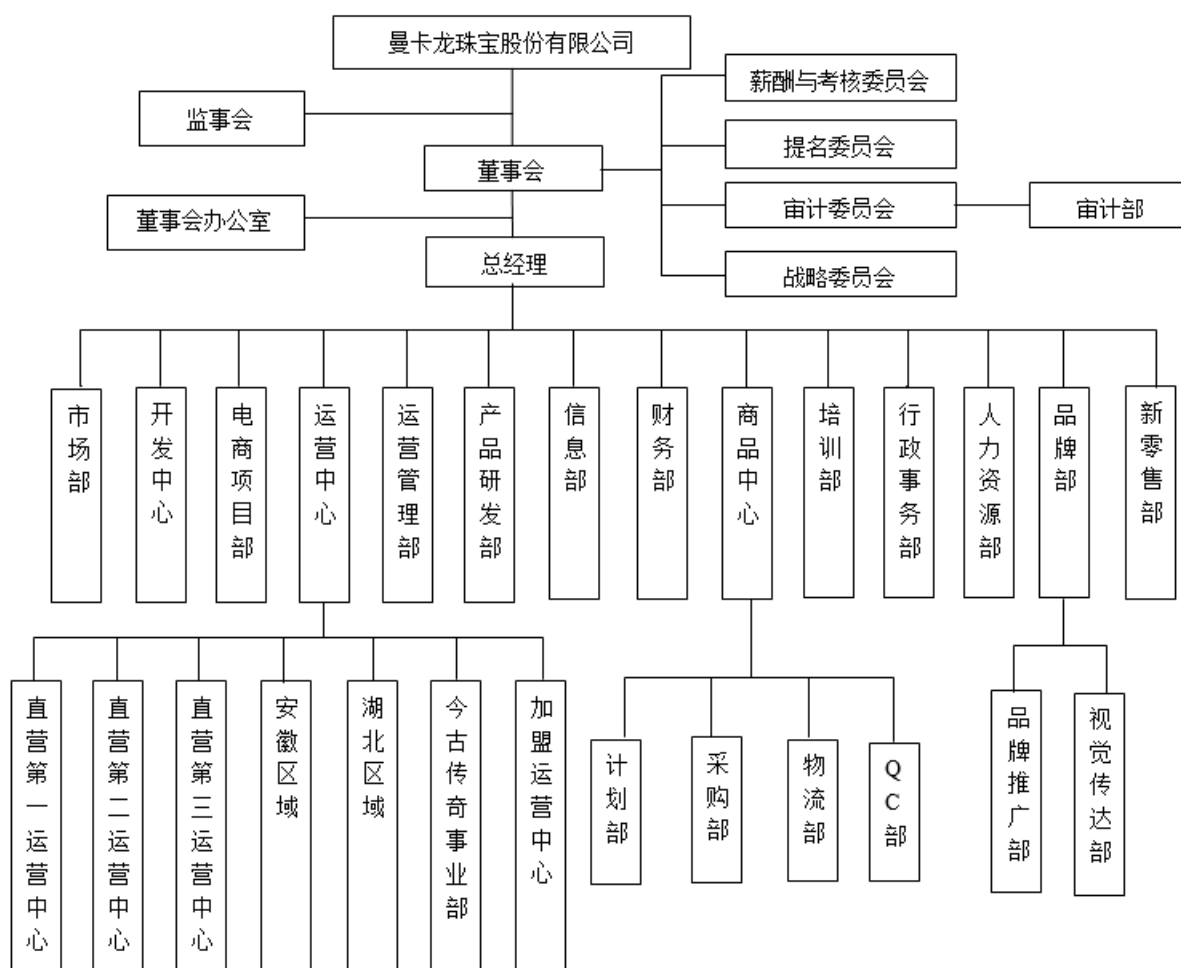 曼卡龙珠宝股份有限公司
薪酬与考核委员会
监事会
提名委员会
董事会
审计委员会
审计部
董事会办公室
总经理
战略委员会
市场部
开发中心
电商项目部
运营中心
运营管理部
产品研发部
信息部
财务部
商品中心
培训部
行政事务部
人力资源部
品牌部
新零售部
直营第一运营中心
直营第二运营中心
直营第三运营中心
安徽区域
湖北区域
今古传奇事业部
加盟运营中心
计划部
采购部
物流部
QC部
品牌推广部
视觉传达部